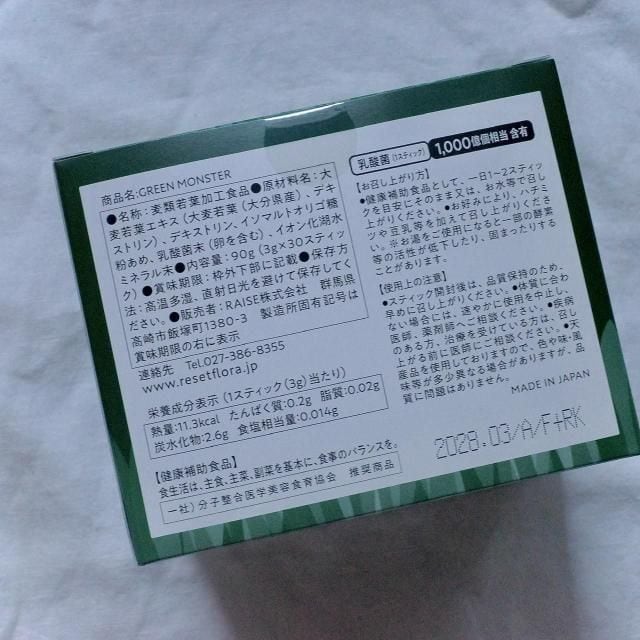 商品名:GREEN MONSTER
●名称:麦類若葉加工食品●原材料名:大
麦若葉エキス(大麦若葉(大分県産)、デキ
ストリン)、デキストリン、イソマルトオリゴ糖
粉あめ、乳酸菌末(卵を含む)、イオン化湖水
ミネラル末●内容量:90g(3g×30スティッ
ク)●賞味期限:枠外下部に記載●保存方
法:高温多湿、直射日光を避けて保存してく
ださい。●販売者:RAISE株式会社 群馬県
高崎市飯塚町1380-3 製造所固有記号は
賞味期限の右に表示
連絡先 Tel.027-386-8355
www.resetflora.jp
栄養成分表示(1スティック(3g)当たり)
熱量:11.3kcal たんぱく質:0.2g 脂質:0.02g
炭水化物:2.6g 食塩相当量:0.014g
【健康補助食品】
食生活は、主食、主菜、副菜を基本に、食事のバランスを。
一社)分子整合医学美容食育協会 推奨商品
乳酸菌(1スティック) 1,000億個相当 含有
【お召し上がり方】
●健康補助食品として、一日1〜2スティッ
クを目安にそのまま又は、お水等で召し
上がりください。●お好みにより、ハチミ
ツや豆乳等を加えて召し上がりくださ
い。※お湯をご使用になると一部の酵素
等の活性が低下したり、固まったりする
ことがあります。
【使用上の注意】
●スティック開封後は、品質保持のため、
早めに召し上がりください。●体質に合わ
ない場合には、速やかに使用を中止し、
医師、薬剤師へご相談ください。●疾病
のある方、治療を受けている方は、召し
上がる前に医師にご相談ください。●天
産品を使用しておりますので、色や味・風
味等が多少異なる場合がありますが、品
質に問題はありません。
MADE IN JAPAN
2028.03/A/F+RK